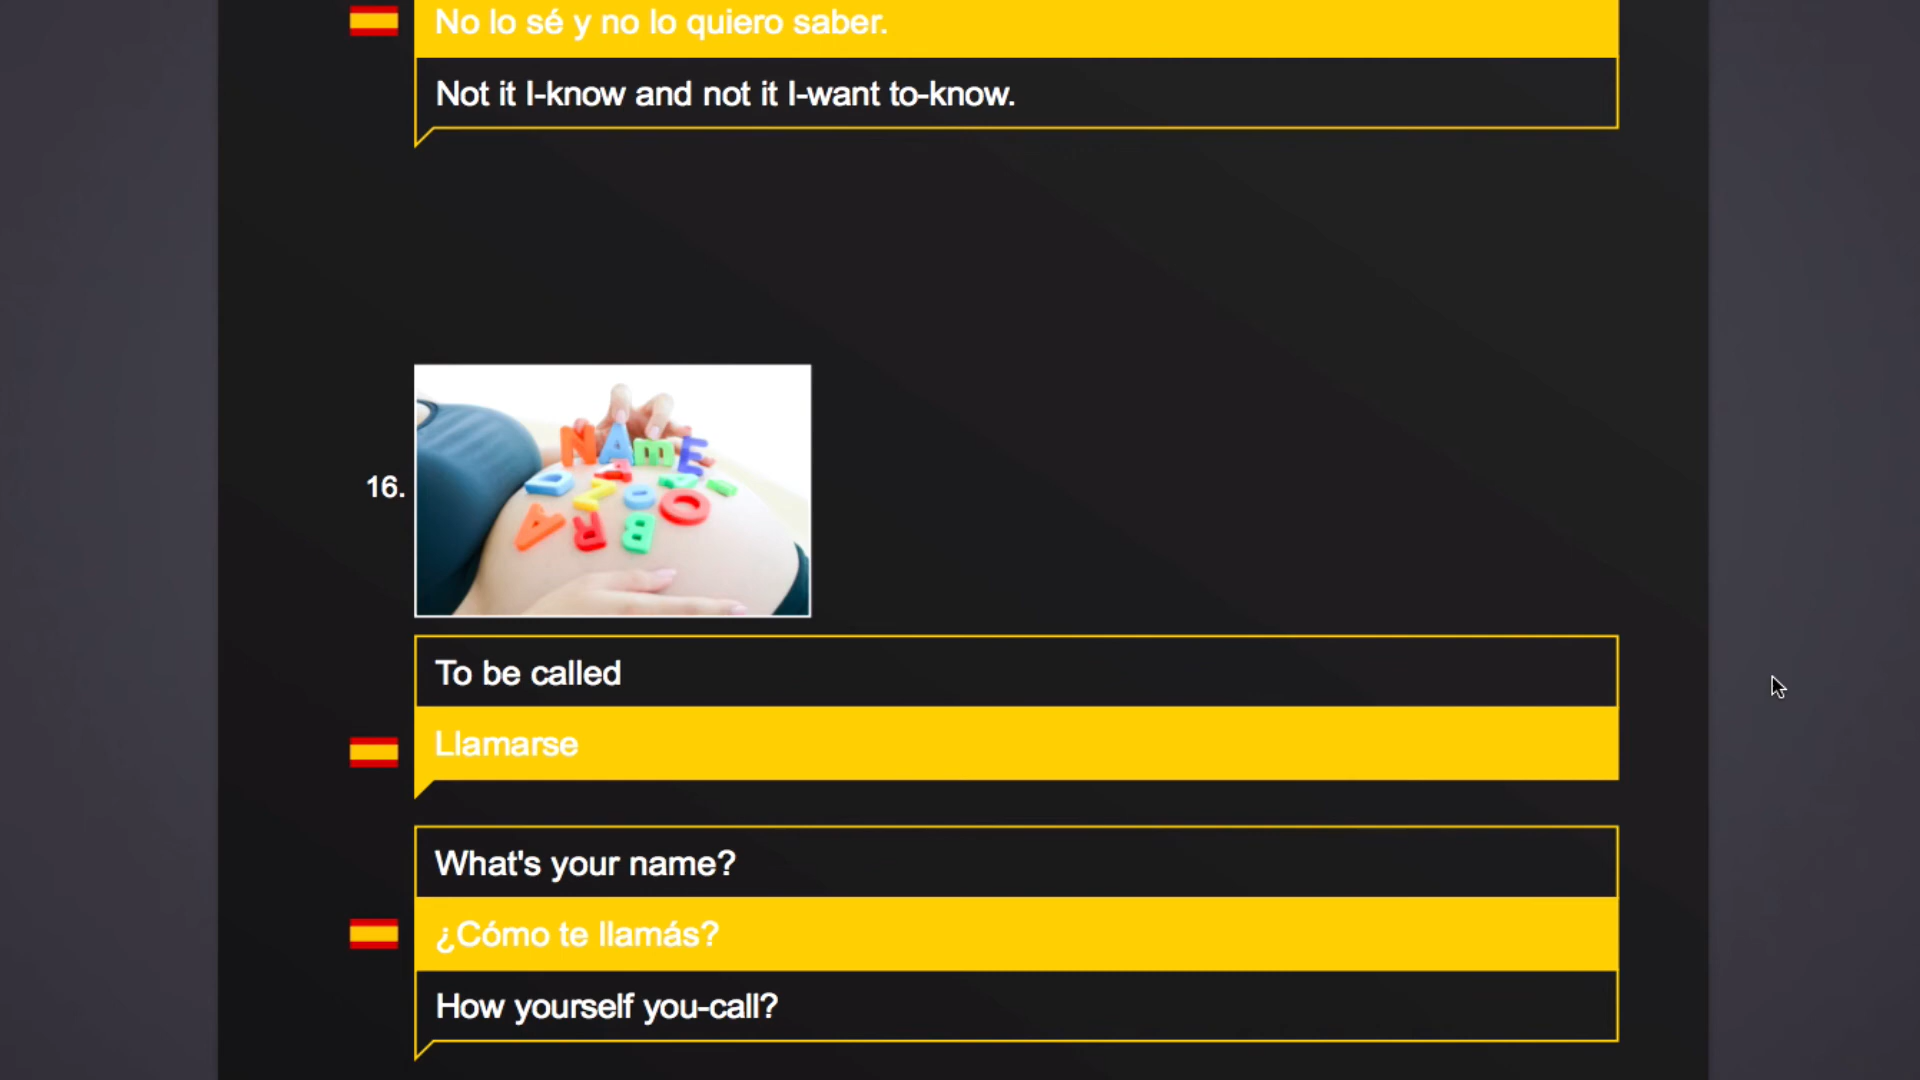 No lo sé y no lo quiero saber.
Not it I-know and not it I-want to-know.
16.
NAmE
To be called
Llamarse
What's your name?
¿Cómo te llamás?
How yourself you-call?